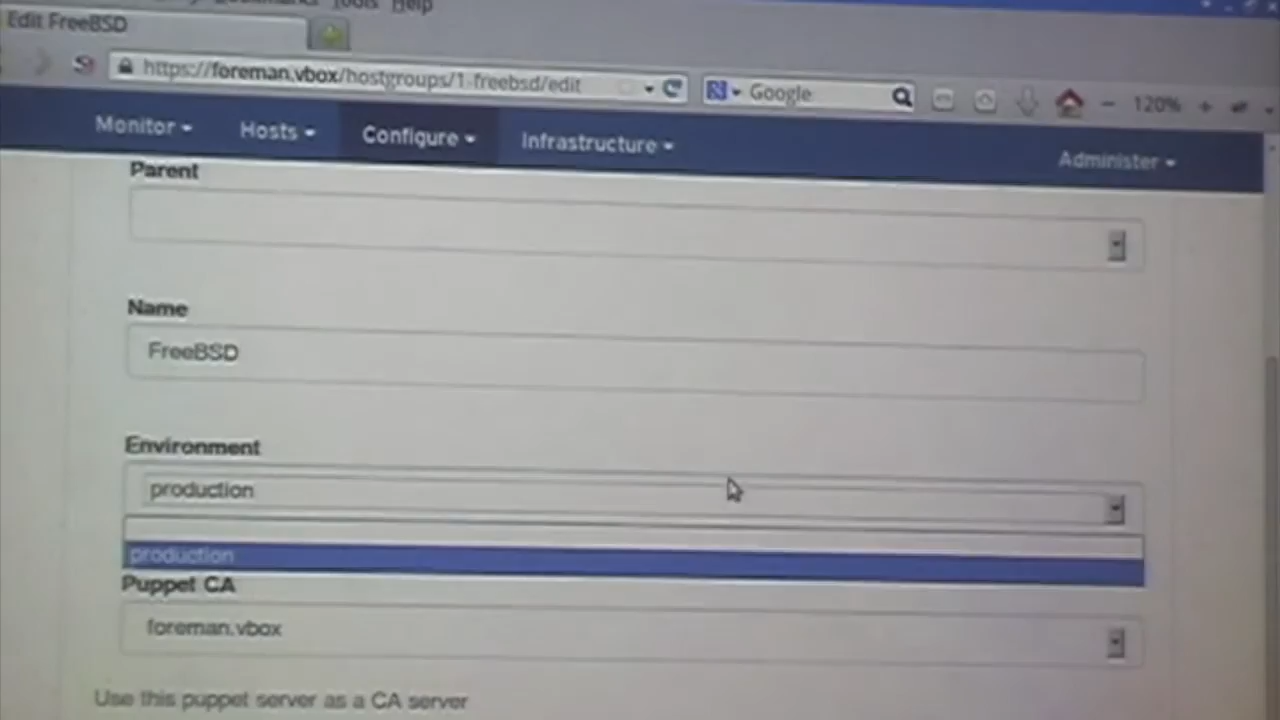 Bookmarks Tools Help
Edit FreeBSD
https://foreman.vbox/hostgroups/1-freebsd/edit
Google
120%
Monitor
Hosts
Configure
Infrastructure
Administer
Parent
Name
FreeBSD
Environment
production
production
Puppet CA
foreman.vbox
Use this puppet server as a CA server